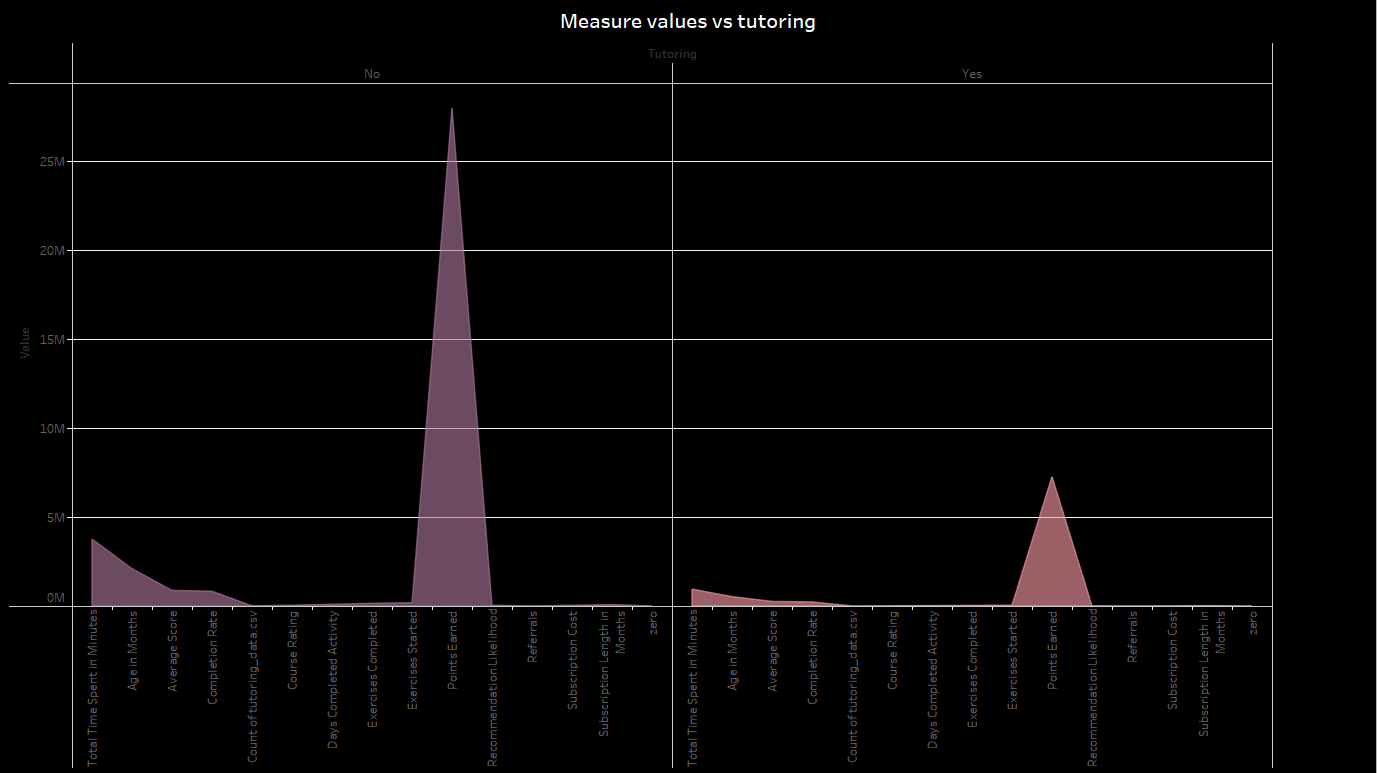 Measure values vs tutoring
Tutoring
No
Yes
Value
25M
20M
15M
10M
5M
0M
Total Time Spent in Minutes
Age in Months
Average Score
Completion Rate
Count of tutoring_data.csv
Course Rating
Days Completed Activity
Exercises Completed
Exercises Started
Points Earned
Recommendation Likelihood
Referrals
Subscription Cost
Subscription Length in
Months
zero
Total Time Spent in Minutes
Age in Months
Average Score
Completion Rate
Count of tutoring_data.csv
Course Rating
Days Completed Activity
Exercises Completed
Exercises Started
Points Earned
Recommendation Likelihood
Referrals
Subscription Cost
Subscription Length in
Months
zero